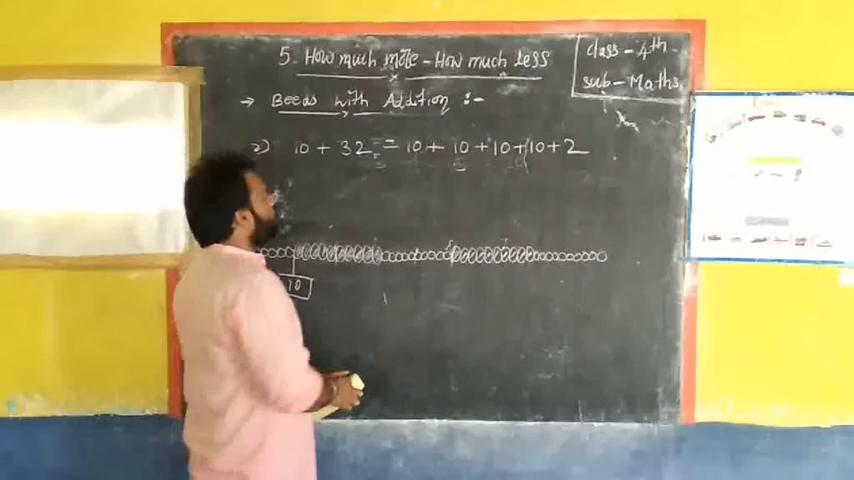 5. How much more - How much less
class - 4th
sub - Maths
→ Beeds with Addition :-
2) 10 + 32 = 10 + 10 + 10 + 10 + 2
10